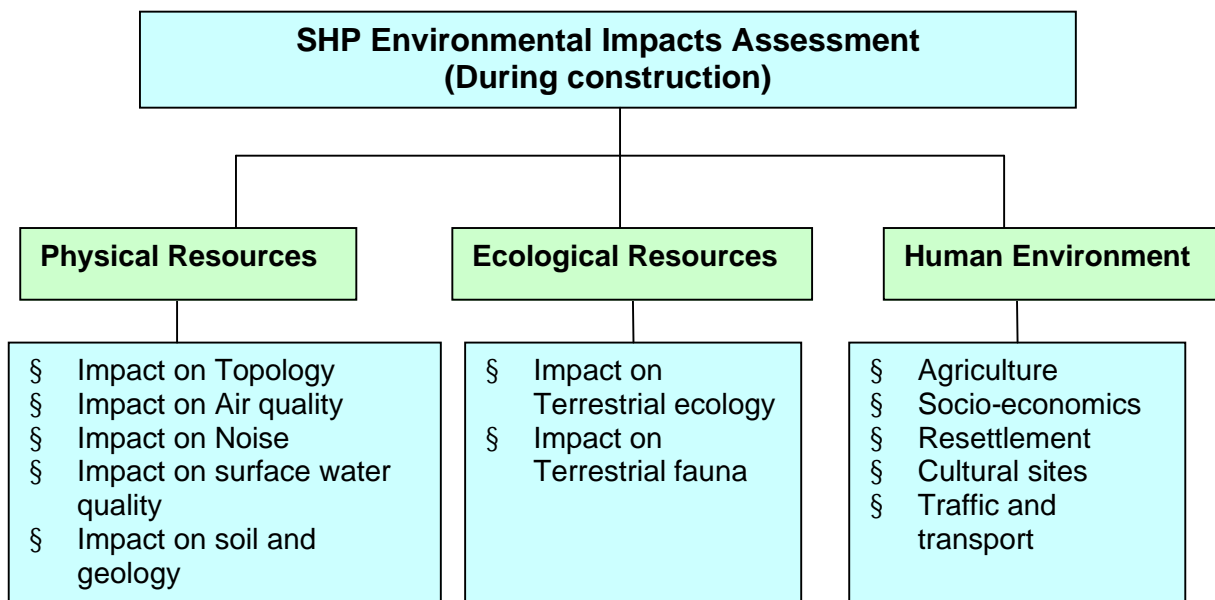 SHP Environmental Impacts Assessment
(During construction)
Physical Resources
§ Impact on Topology
§ Impact on Air quality
§ Impact on Noise
§ Impact on surface water
quality
§ Impact on soil and
geology
Ecological Resources
§ Impact on
Terrestrial ecology
§ Impact on
Terrestrial fauna
Human Environment
§ Agriculture
§ Socio-economics
§ Resettlement
§ Cultural sites
§ Traffic and
transport